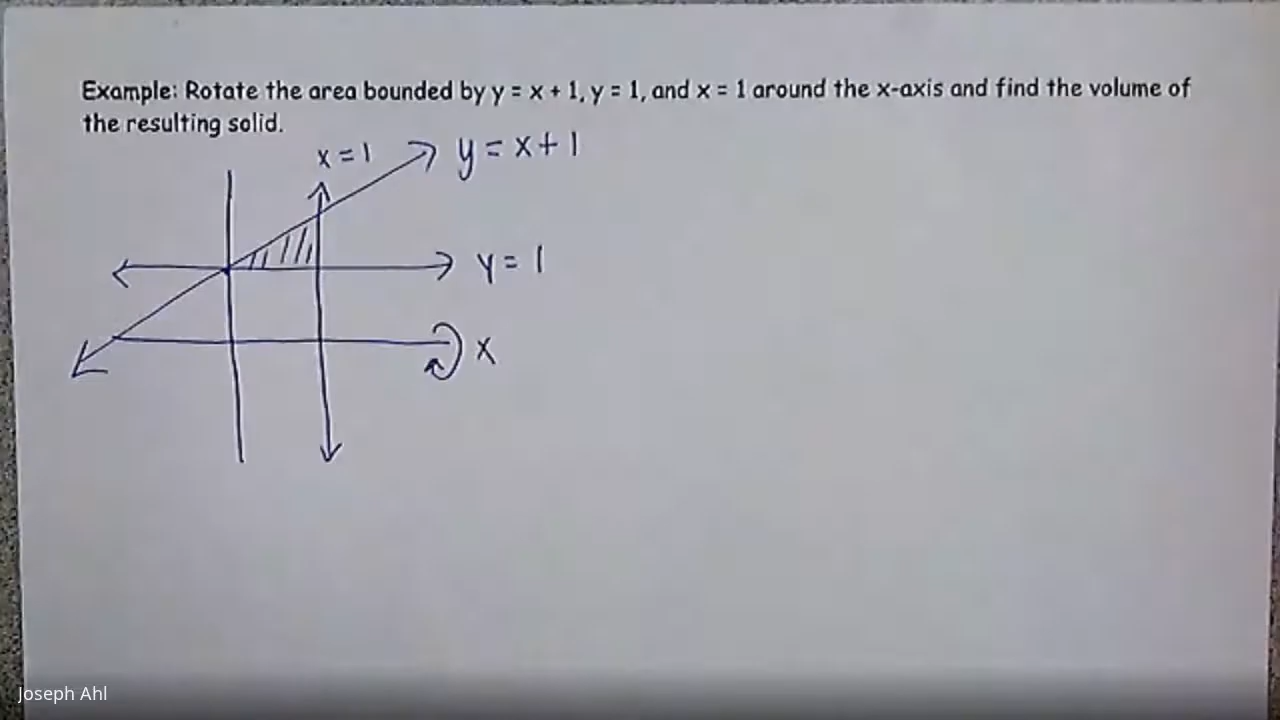 Example: Rotate the area bounded by y = x + 1, y = 1, and x = 1 around the x-axis and find the volume of
the resulting solid.
x = 1
y = x + 1
y = 1
x
Joseph Ahl